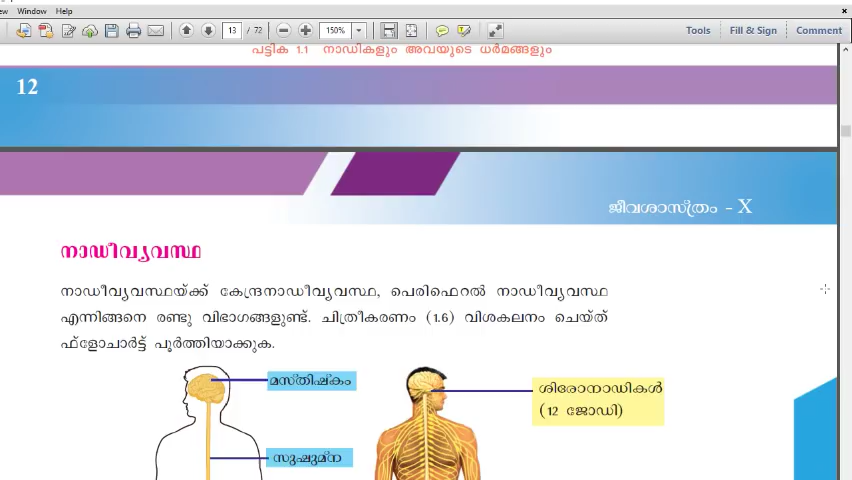 Window Help
13 / 72
150%
Tools Fill & Sign Comment
പട്ടിക 1.1 നാഡികളും അവയുടെ ധർമങ്ങളും
12
ജീവശാസ്ത്രം - X
നാഡീവ്യവസ്ഥ
നാഡീവ്യവസ്ഥയ്ക്ക് കേന്ദ്രനാഡീവ്യവസ്ഥ, പെരിഫെറൽ നാഡീവ്യവസ്ഥ
എന്നിങ്ങനെ രണ്ടു വിഭാഗങ്ങളുണ്ട്. ചിത്രീകരണം (1.6) വിശകലനം ചെയ്ത്
ഫ്ളോചാർട്ട് പൂർത്തിയാക്കുക.
മസ്തിഷ്കം
ശിരോനാഡികൾ
(12 ജോഡി)
സുഷുമ്ന